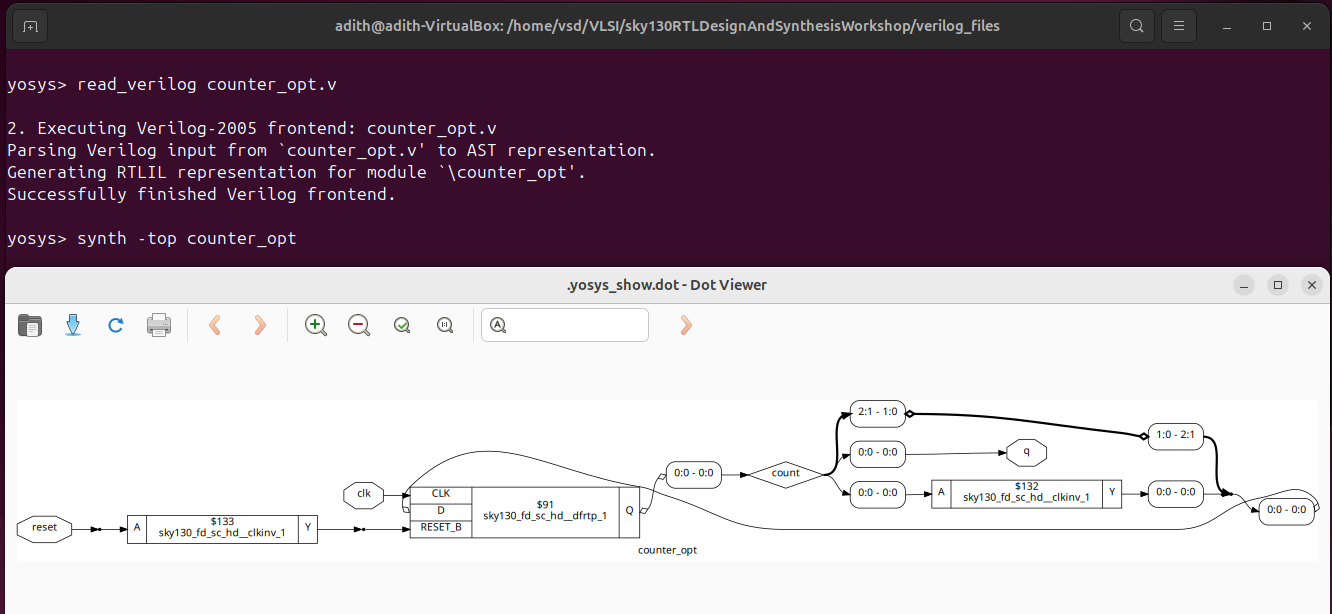 adith@adith-VirtualBox: /home/vsd/VLSI/sky130RTLDesignAndSynthesisWorkshop/verilog_files
yosys> read_verilog counter_opt.v
2. Executing Verilog-2005 frontend: counter_opt.v
Parsing Verilog input from `counter_opt.v' to AST representation.
Generating RTLIL representation for module `\counter_opt'.
Successfully finished Verilog frontend.
yosys> synth -top counter_opt
.yosys_show.dot - Dot Viewer
reset
A
$133
sky130_fd_sc_hd__clkinv_1
Y
clk
CLK
D
RESET_B
$91
sky130_fd_sc_hd__dfrtp_1
Q
0:0 - 0:0
count
2:1 - 1:0
0:0 - 0:0
0:0 - 0:0
q
A
$132
sky130_fd_sc_hd__clkinv_1
Y
1:0 - 2:1
0:0 - 0:0
0:0 - 0:0
counter_opt